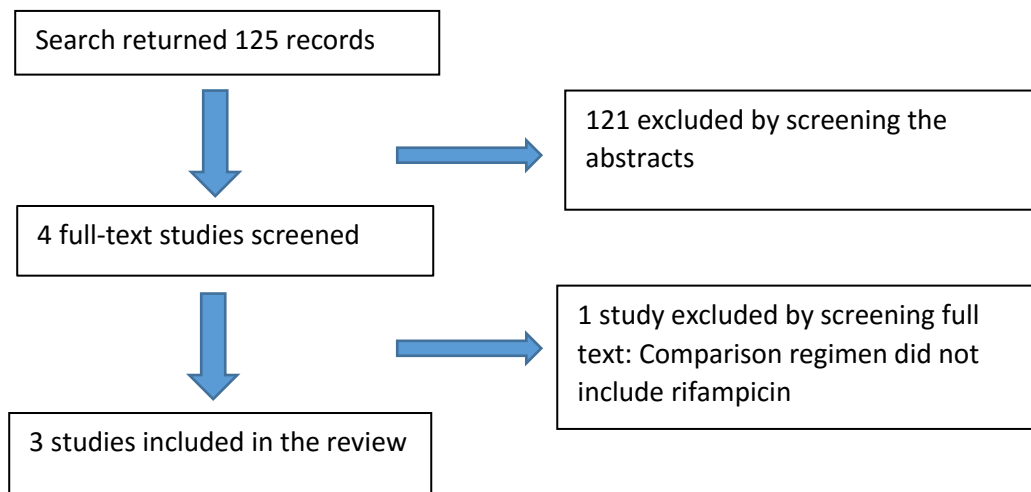 Search returned 125 records
121 excluded by screening the
abstracts
4 full-text studies screened
1 study excluded by screening full
text: Comparison regimen did not
include rifampicin
3 studies included in the review